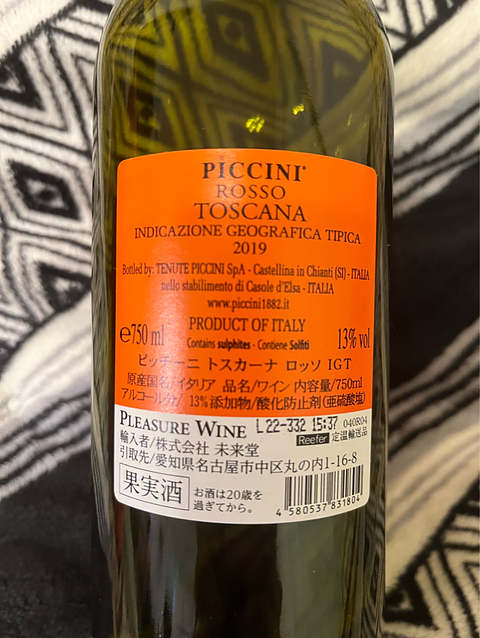 PICCINI®
ROSSO
TOSCANA
INDICAZIONE GEOGRAFICA TIPICA
2019
Bottled by: TENUTE PICCINI SpA - Castellina in Chianti (SI) - ITALIA
nello stabilimento di Casole d'Elsa - ITALIA
www.piccini1882.it
PRODUCT OF ITALY
℮750 ml Contains sulphites - Contiene Solfiti 13% vol
ピッチーニ トスカーナ ロッソ IGT
原産国名/イタリア 品名/ワイン 内容量/750ml
アルコール分/ 13% 添加物/酸化防止剤(亜硫酸塩)
PLEASURE WINE L22-332 15:37 040R04
Reefer 定温輸送品
輸入者/株式会社 未来堂
引取先/愛知県名古屋市中区丸の内1-16-8
果実酒 お酒は20歳を
過ぎてから。
4 580537 831804